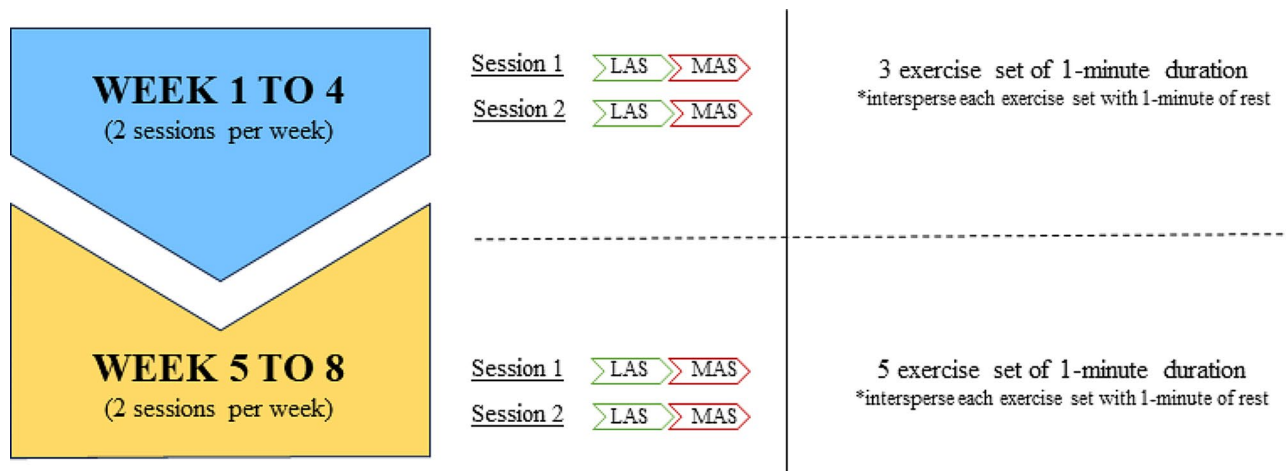 WEEK 1 TO 4
(2 sessions per week)
Session 1 LAS MAS
Session 2 LAS MAS
3 exercise set of 1-minute duration
*intersperse each exercise set with 1-minute of rest
WEEK 5 TO 8
(2 sessions per week)
Session 1 LAS MAS
Session 2 LAS MAS
5 exercise set of 1-minute duration
*intersperse each exercise set with 1-minute of rest